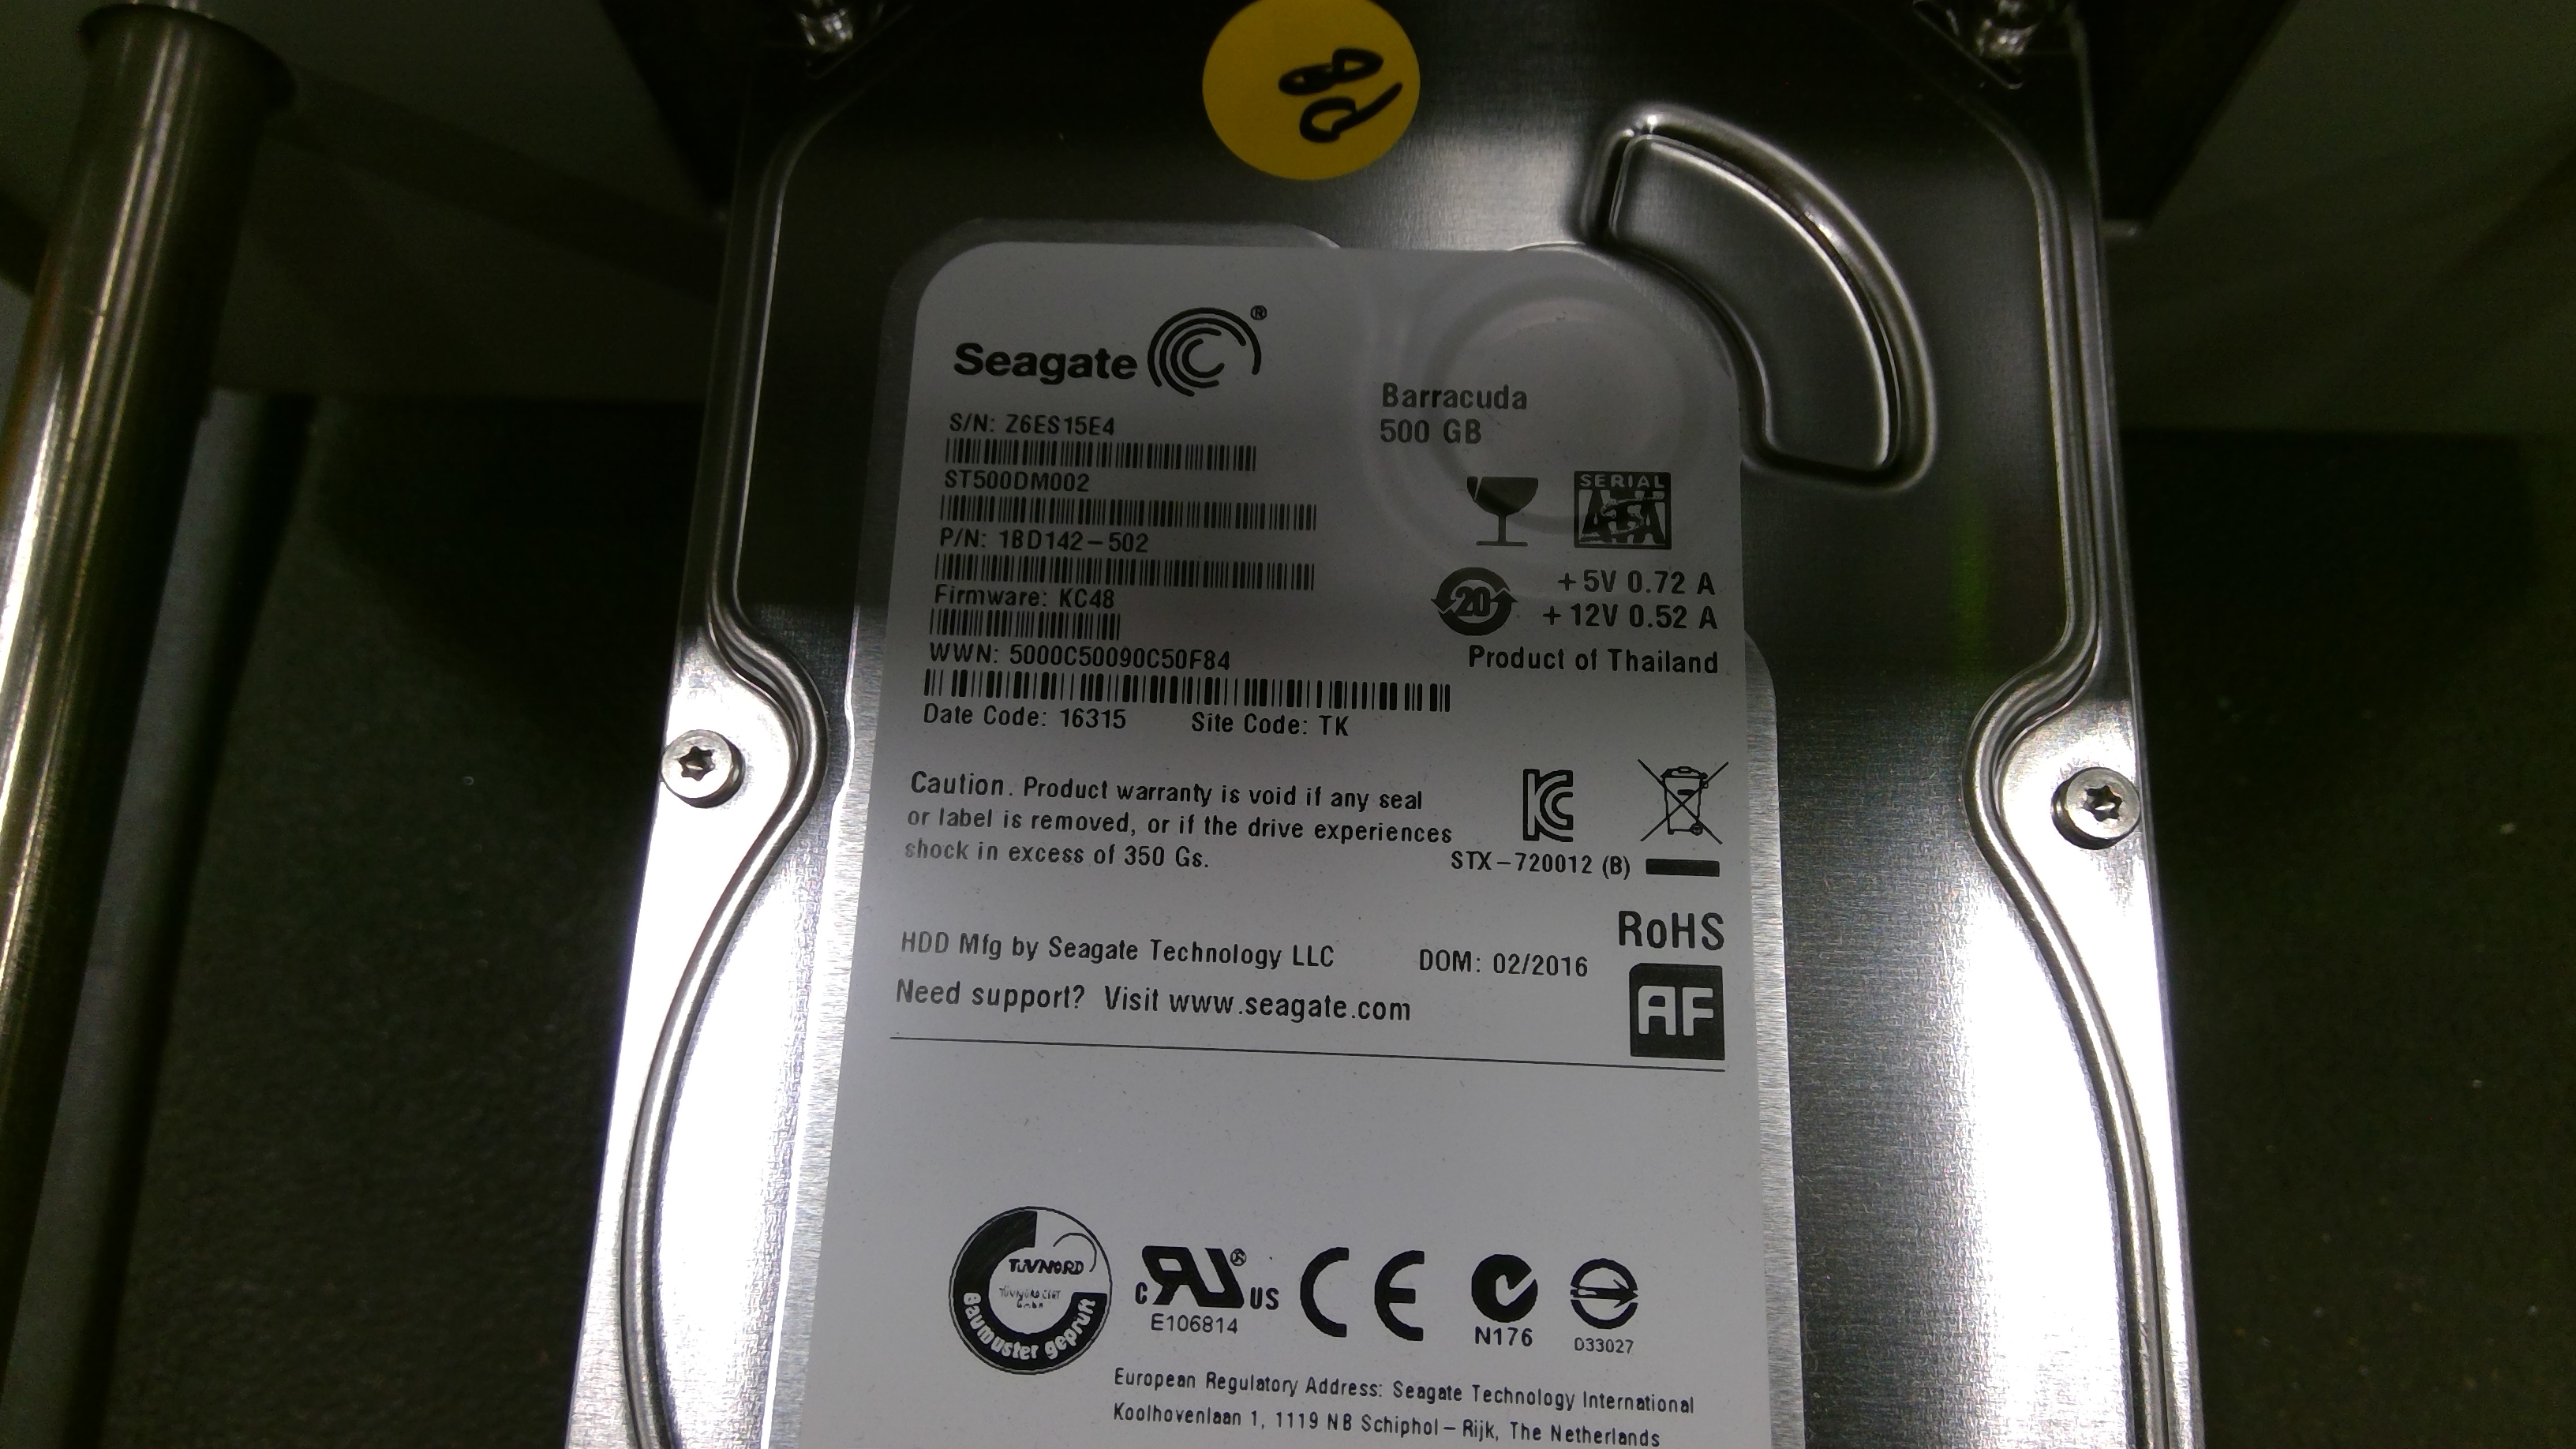 Seagate ®
Barracuda
500 GB
S/N: Z6ES15E4
ST500DM002
P/N: 1BD142-502
Firmware: KC48
WWN: 5000C50090C50F84
Date Code: 16315 Site Code: TK
SERIAL
ATA
20
+5V 0.72 A
+12V 0.52 A
Product of Thailand
Caution. Product warranty is void if any seal
or label is removed, or if the drive experiences
shock in excess of 350 Gs.
STX-720012 (B)
HDD Mfg by Seagate Technology LLC DOM: 02/2016
Need support? Visit www.seagate.com
RoHS
AF
TUVNORD
Baumuster geprüft
c RU ® US
E106814
CE
N176
D33027
European Regulatory Address: Seagate Technology International
Koolhovenlaan 1, 1119 NB Schiphol-Rijk, The Netherlands